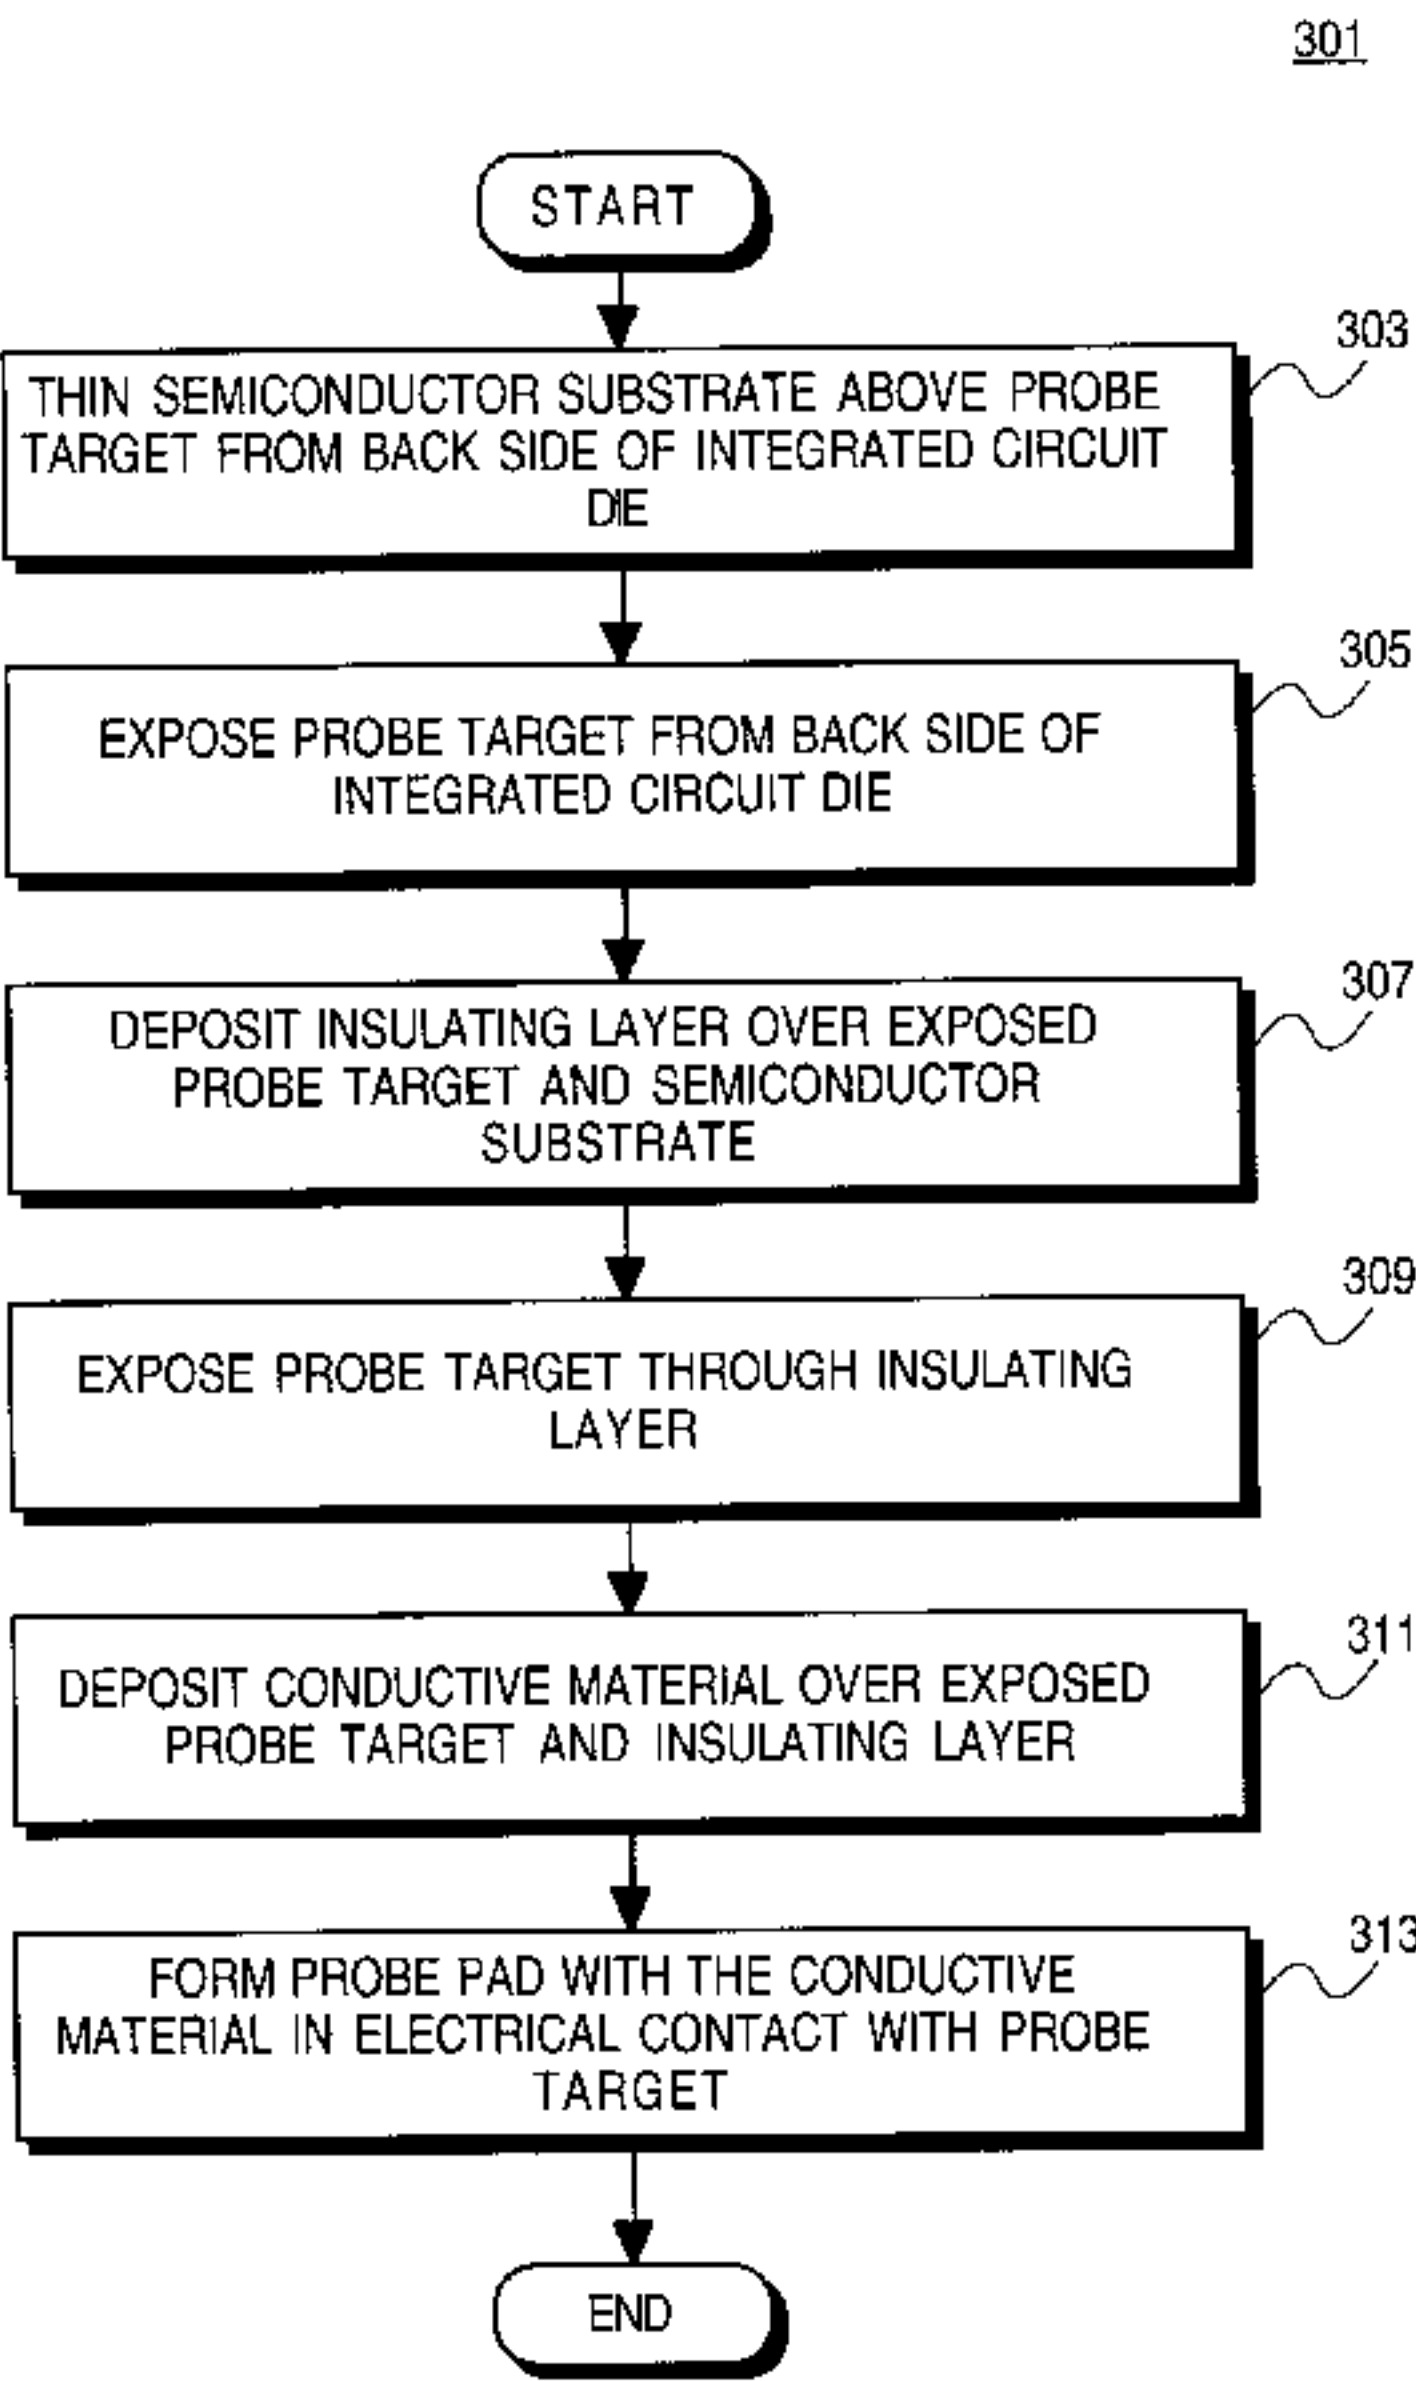 301
START
303
THIN SEMICONDUCTOR SUBSTRATE ABOVE PROBE
TARGET FROM BACK SIDE OF INTEGRATED CIRCUIT
DIE
305
EXPOSE PROBE TARGET FROM BACK SIDE OF
INTEGRATED CIRCUIT DIE
307
DEPOSIT INSULATING LAYER OVER EXPOSED
PROBE TARGET AND SEMICONDUCTOR
SUBSTRATE
309
EXPOSE PROBE TARGET THROUGH INSULATING
LAYER
311
DEPOSIT CONDUCTIVE MATERIAL OVER EXPOSED
PROBE TARGET AND INSULATING LAYER
313
FORM PROBE PAD WITH THE CONDUCTIVE
MATERIAL IN ELECTRICAL CONTACT WITH PROBE
TARGET
END